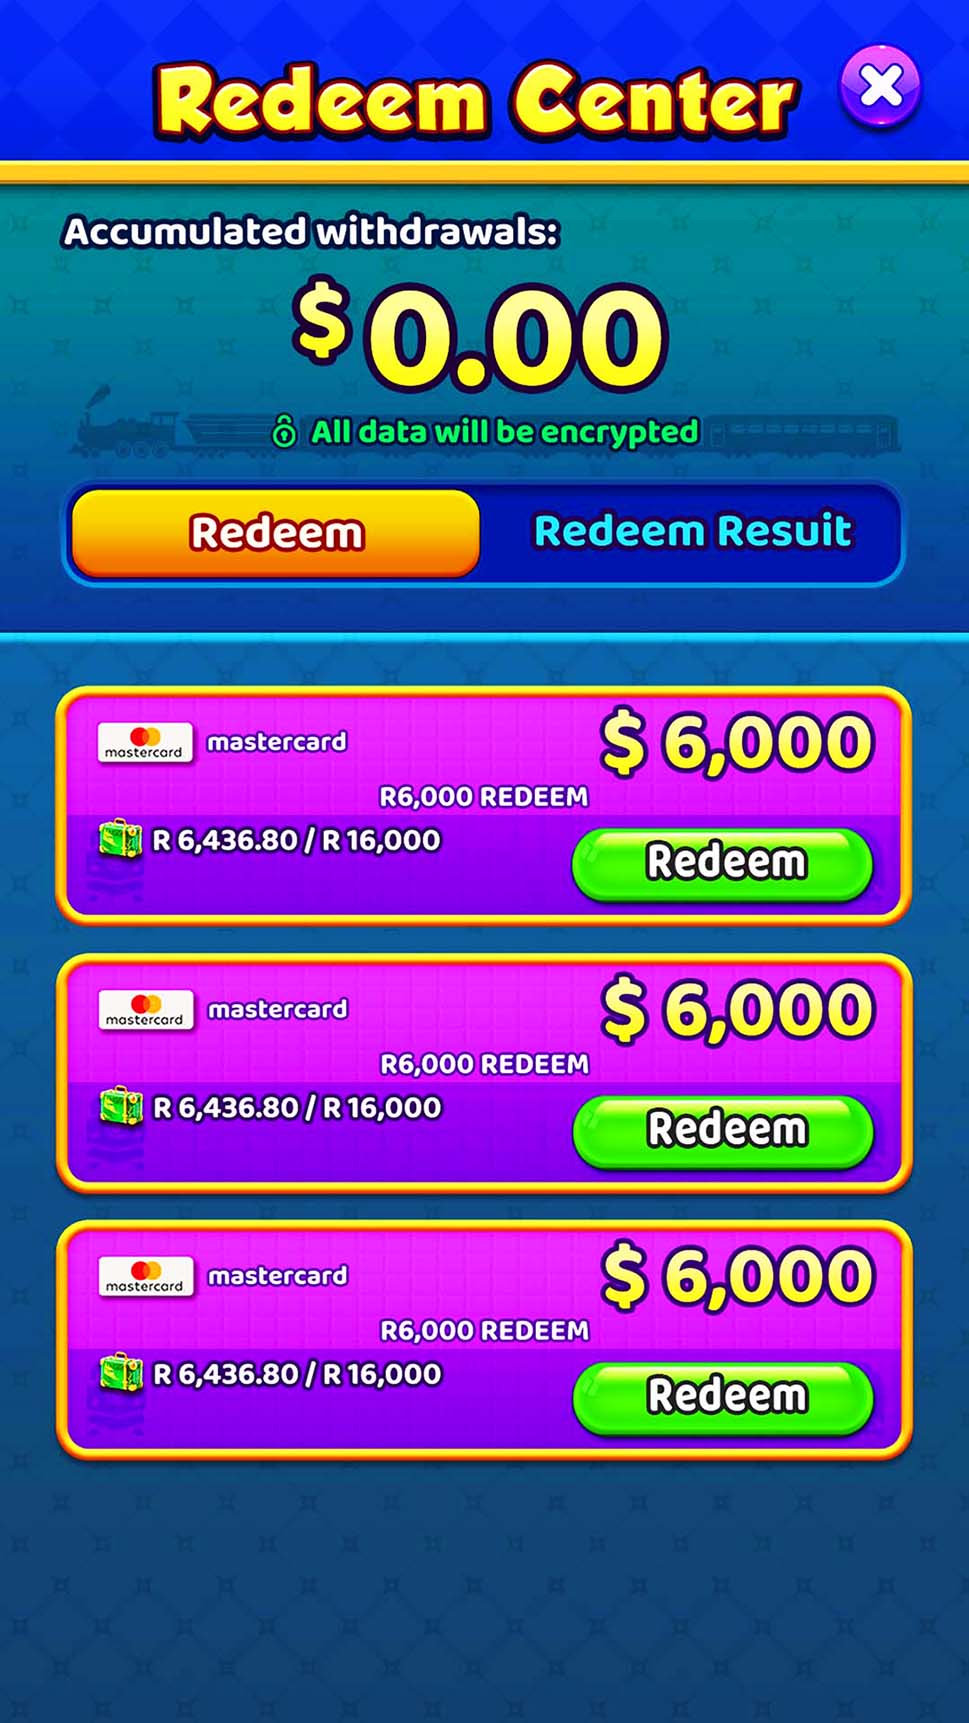 Redeem Center
Accumulated withdrawals:
$0.00
All data will be encrypted
Redeem
Redeem Resuit
mastercard
mastercard
$ 6,000
R6,000 REDEEM
R 6,436.80 / R 16,000
Redeem
mastercard
mastercard
$ 6,000
R6,000 REDEEM
R 6,436.80 / R 16,000
Redeem
mastercard
mastercard
$ 6,000
R6,000 REDEEM
R 6,436.80 / R 16,000
Redeem